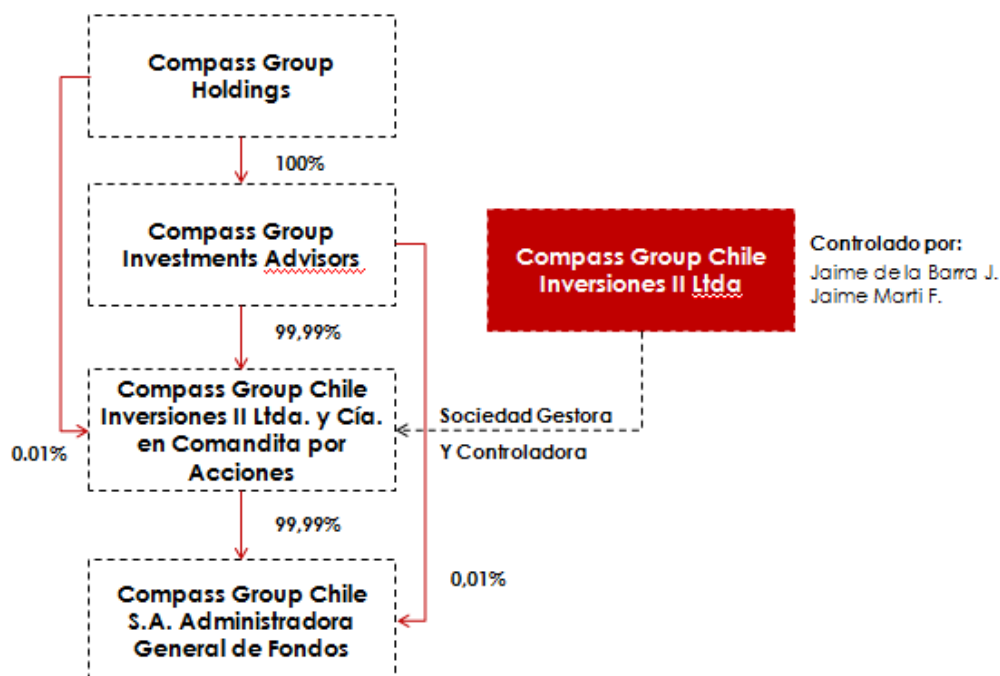 Compass Group
Holdings
100%
Compass Group
Investments Advisors
Compass Group Chile
Inversiones II Ltda
Controlado por:
Jaime de la Barra J.
Jaime Marti F.
99,99%
Compass Group Chile
Inversiones II Ltda. y Cía.
en Comandita por
Acciones
Sociedad Gestora
Y Controladora
0.01%
99,99%
0,01%
Compass Group Chile
S.A. Administradora
General de Fondos